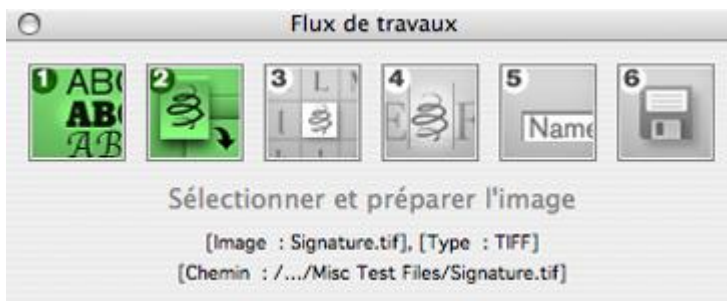 Flux de travaux
1 2 3 4 5 6
ABC
ABC
AB
L
E F
Name
Sélectionner et préparer l'image
[Image : Signature.tif], [Type : TIFF]
[Chemin : /.../Misc Test Files/Signature.tif]